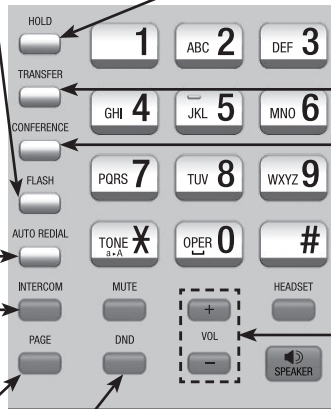 HOLD
1
ABC 2
DEF 3
TRANSFER
GHI 4
JKL 5
MNO 6
CONFERENCE
PQRS 7
TUV 8
WXYZ 9
FLASH
AUTO REDIAL
TONE *
a▸A
OPER 0
#
INTERCOM
MUTE
+
HEADSET
VOL
PAGE
DND
−
SPEAKER